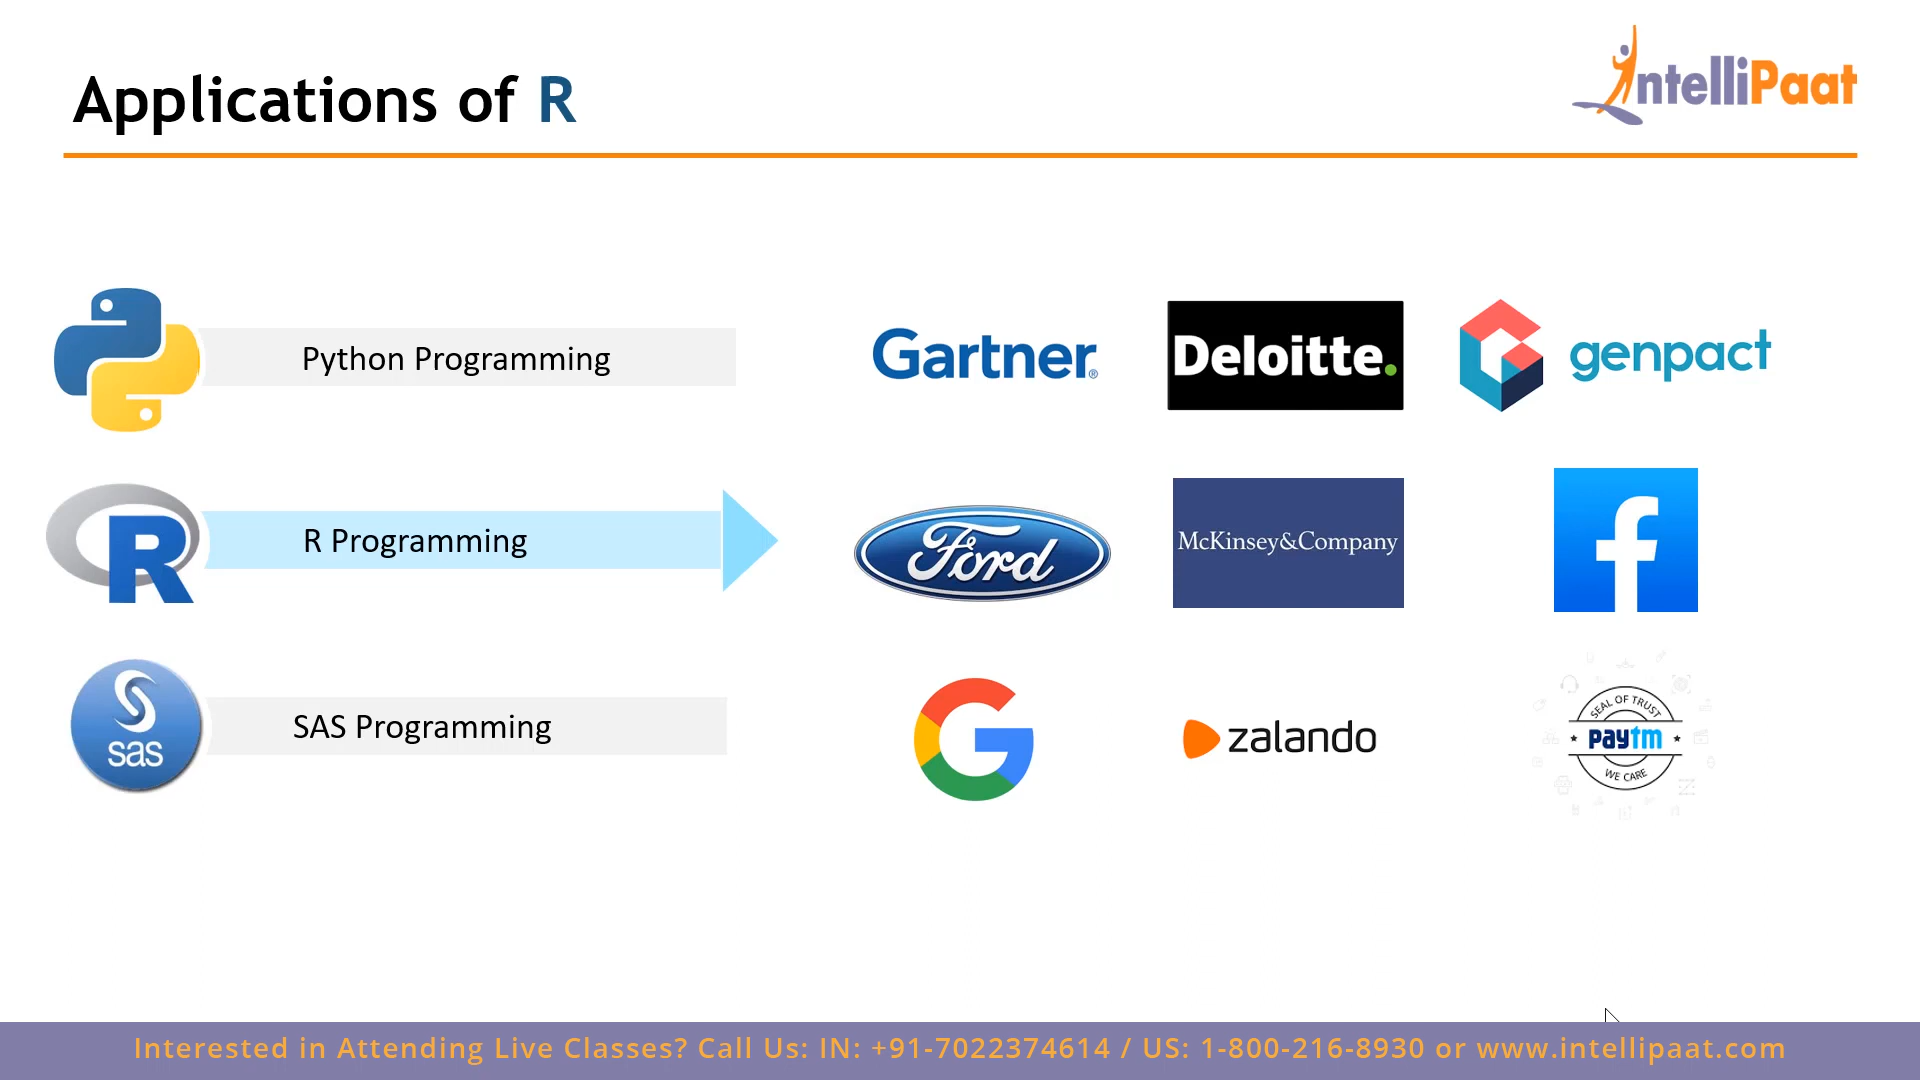 Applications of R
IntelliPaat
Python Programming
Gartner®
Deloitte.
genpact
R
R Programming
Ford
McKinsey&Company
f
sas
SAS Programming
G
zalando
SEAL OF TRUST
paytm
WE CARE
Interested in Attending Live Classes? Call Us: IN: +91-7022374614 / US: 1-800-216-8930 or www.intellipaat.com